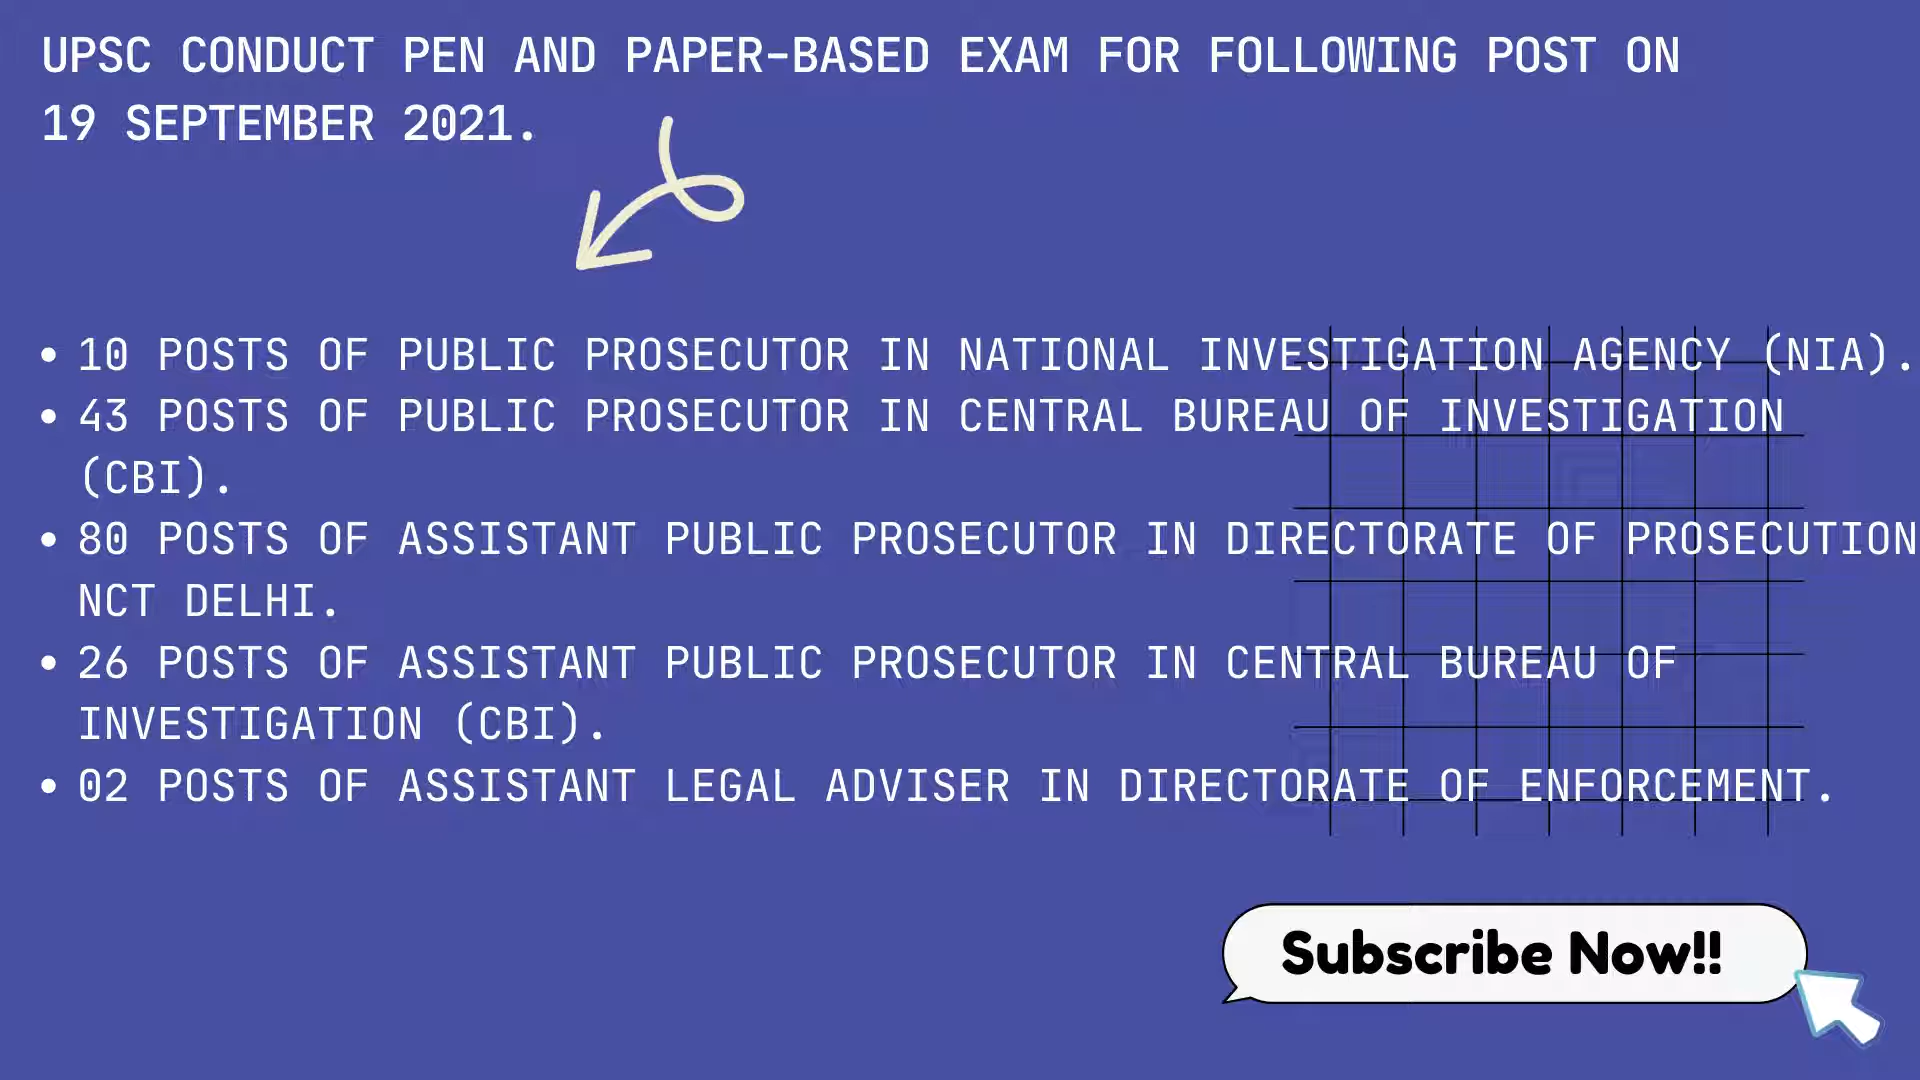 UPSC CONDUCT PEN AND PAPER-BASED EXAM FOR FOLLOWING POST ON
19 SEPTEMBER 2021.
• 10 POSTS OF PUBLIC PROSECUTOR IN NATIONAL INVESTIGATION AGENCY (NIA).
• 43 POSTS OF PUBLIC PROSECUTOR IN CENTRAL BUREAU OF INVESTIGATION
(CBI).
• 80 POSTS OF ASSISTANT PUBLIC PROSECUTOR IN DIRECTORATE OF PROSECUTION
NCT DELHI.
• 26 POSTS OF ASSISTANT PUBLIC PROSECUTOR IN CENTRAL BUREAU OF
INVESTIGATION (CBI).
• 02 POSTS OF ASSISTANT LEGAL ADVISER IN DIRECTORATE OF ENFORCEMENT.
Subscribe Now!!